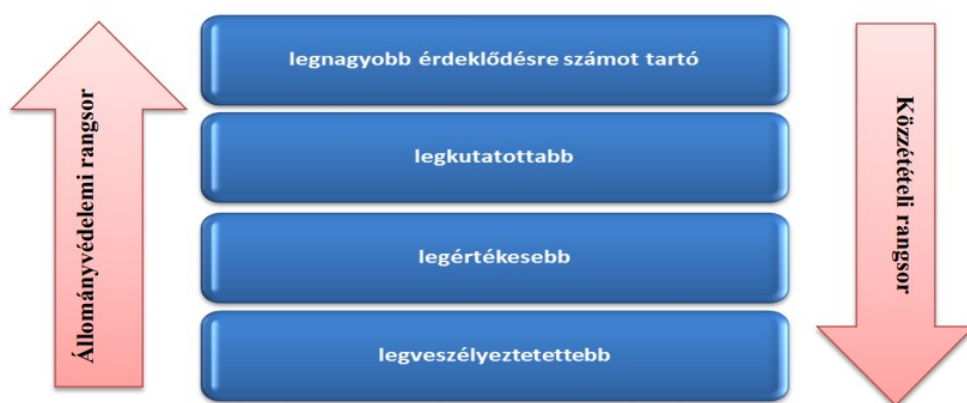 Állományvédelemi rangsor
legnagyobb érdeklődésre számot tartó
legkutatottabb
legértékesebb
legveszélyeztetettebb
Közzétételi rangsor